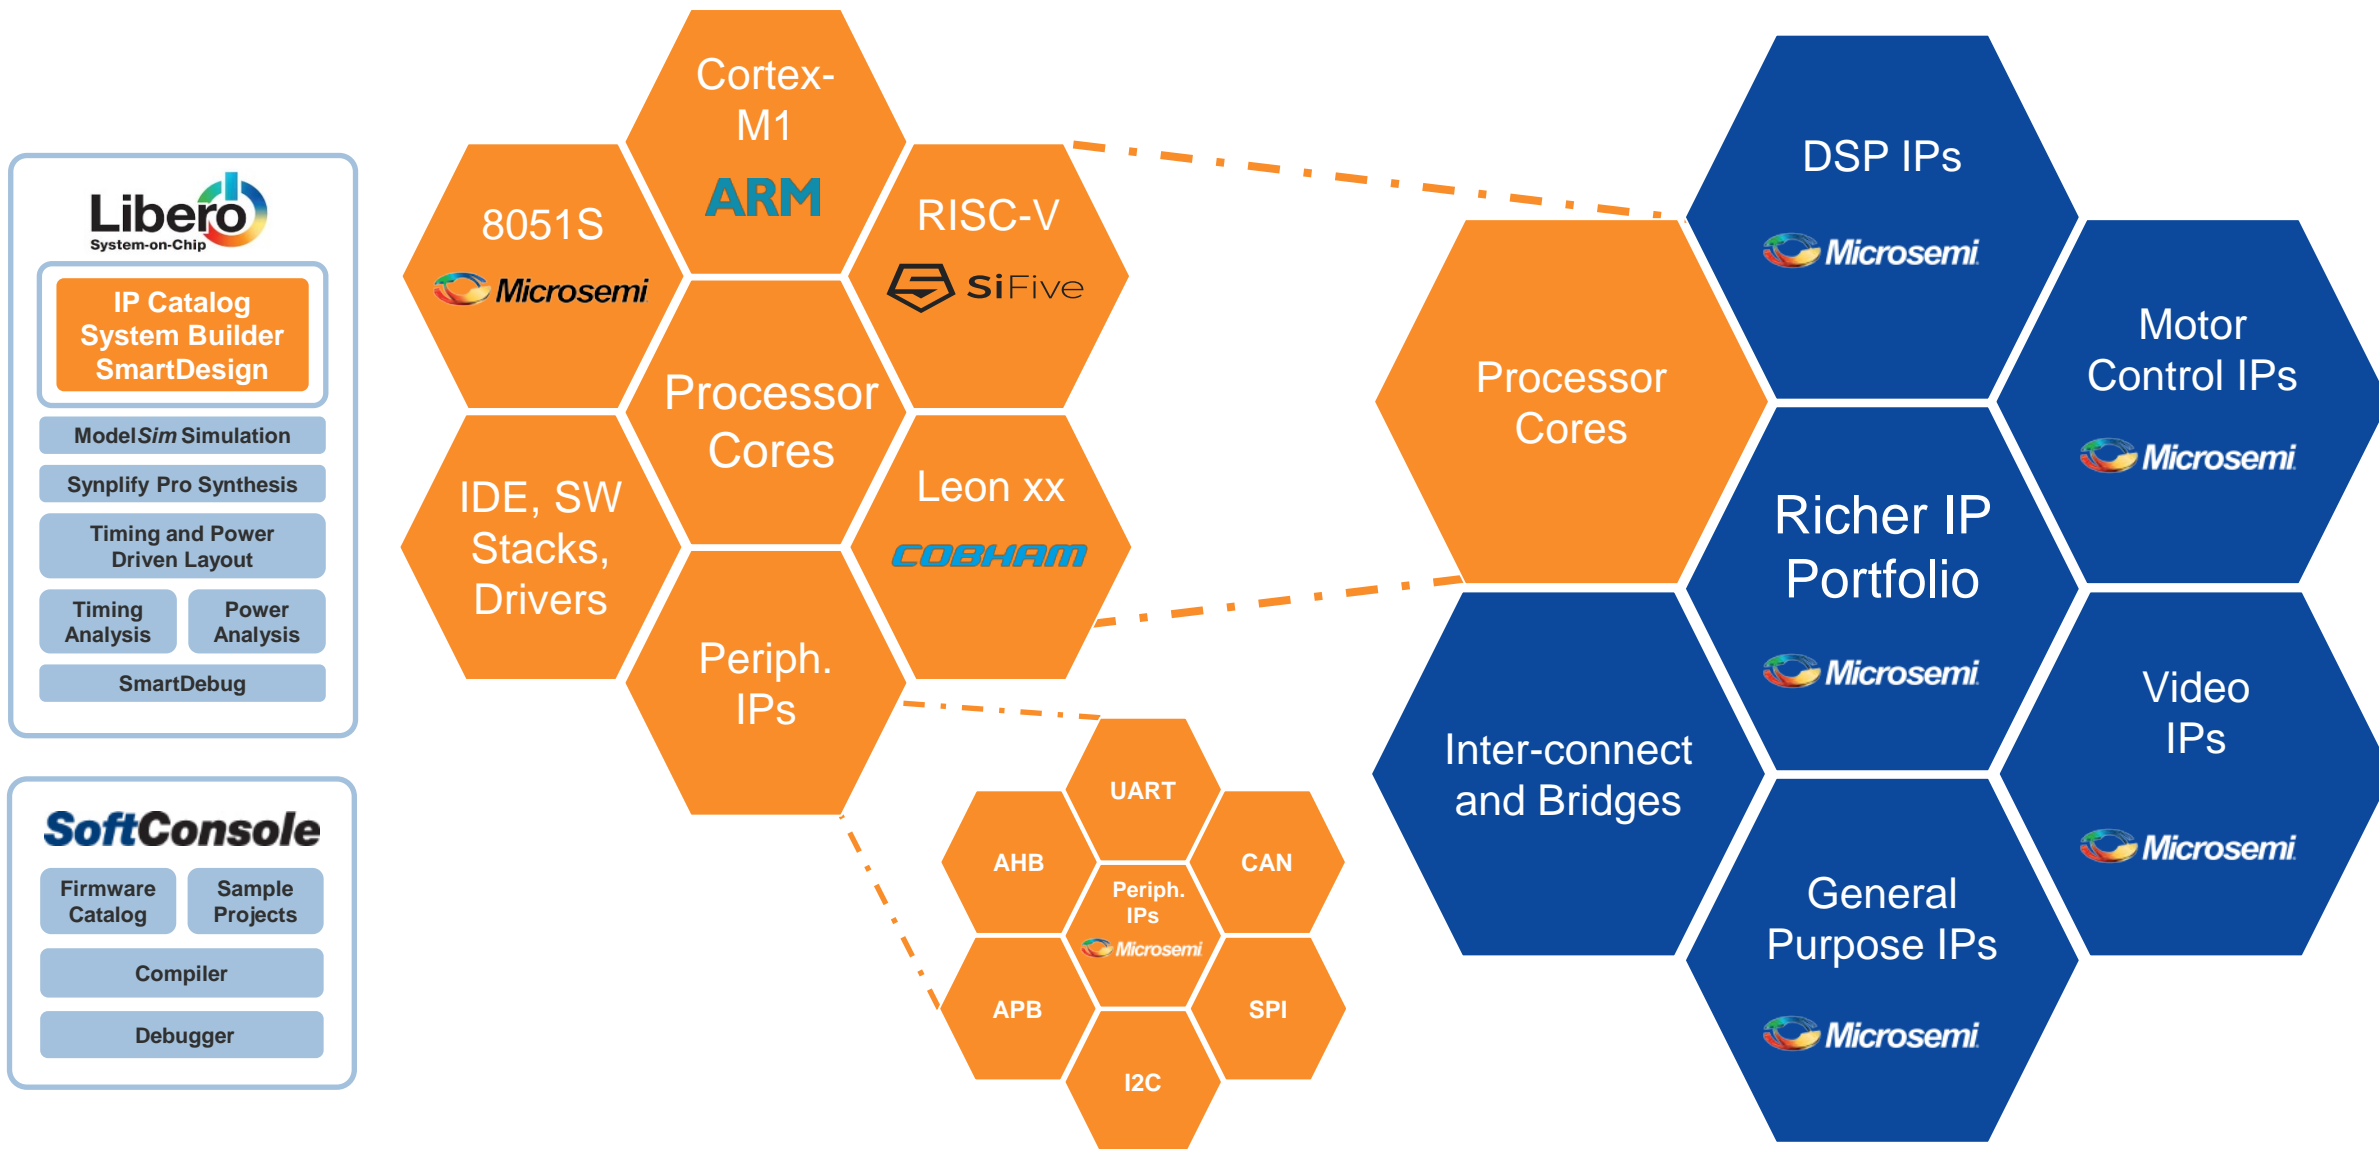 Libero
System-on-Chip
IP Catalog
System Builder
SmartDesign
ModelSim Simulation
Synplify Pro Synthesis
Timing and Power
Driven Layout
Timing
Analysis
Power
Analysis
SmartDebug
SoftConsole
Firmware
Catalog
Sample
Projects
Compiler
Debugger
Cortex-
M1
ARM
8051S
Microsemi
RISC-V
SiFive
Processor
Cores
IDE, SW
Stacks,
Drivers
Leon xx
COBHAM
Periph.
IPs
UART
AHB
CAN
Periph.
IPs
Microsemi
APB
SPI
I2C
DSP IPs
Microsemi
Processor
Cores
Motor
Control IPs
Microsemi
Richer IP
Portfolio
Microsemi
Inter-connect
and Bridges
Video
IPs
Microsemi
General
Purpose IPs
Microsemi